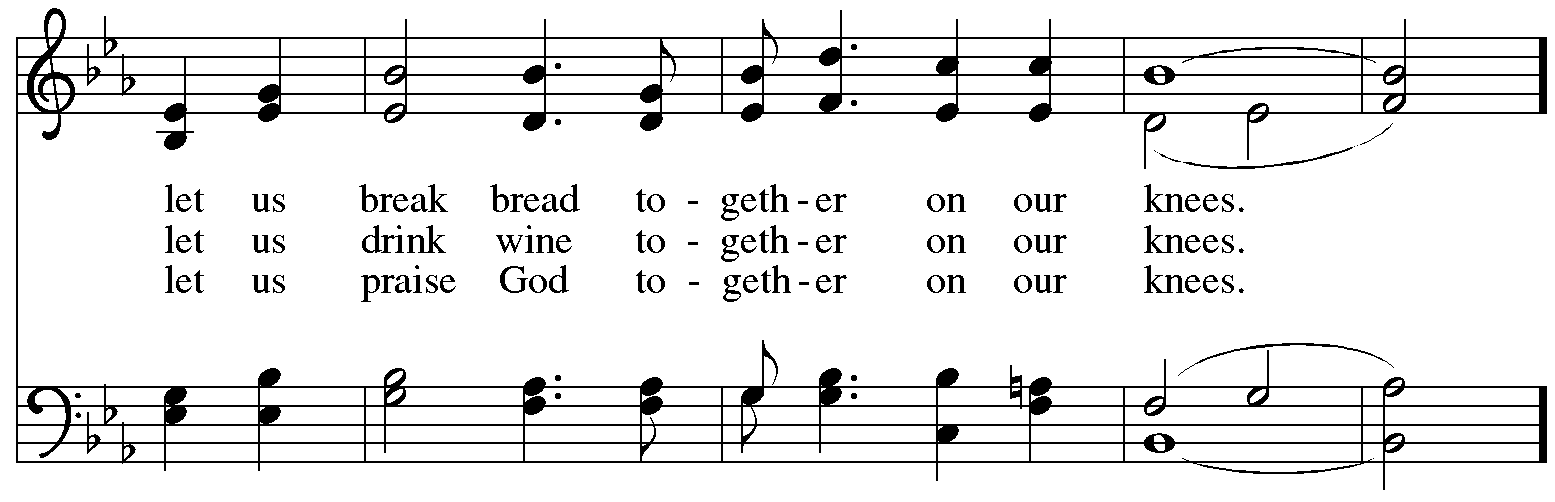 let us break bread to - geth - er on our knees.
let us drink wine to - geth - er on our knees.
let us praise God to - geth - er on our knees.